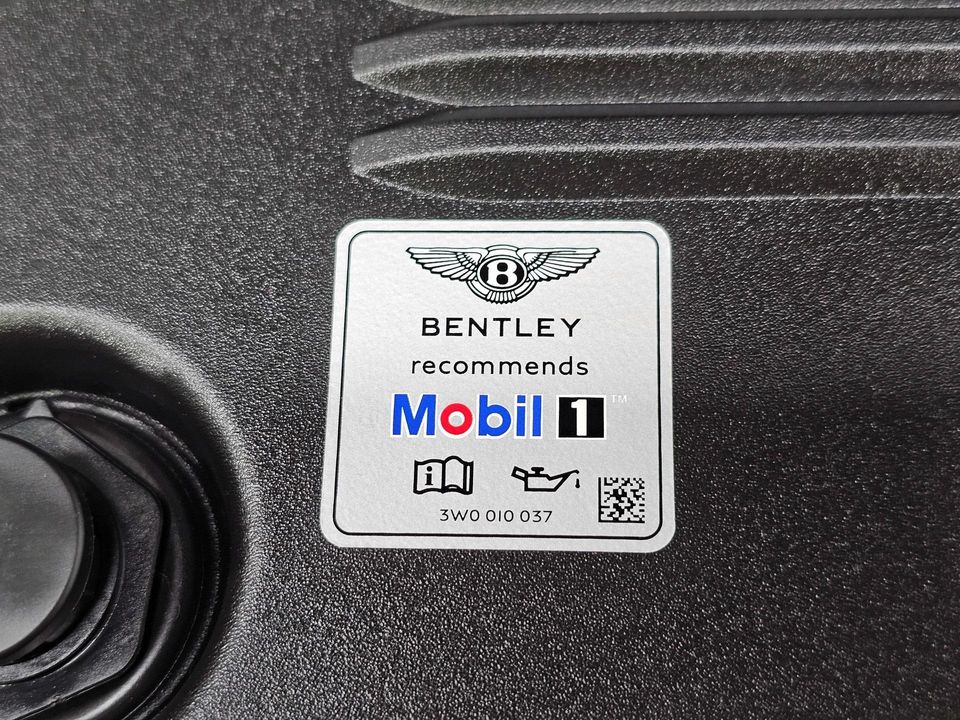 B
BENTLEY
recommends
Mobil 1™
i
3W0 010 037